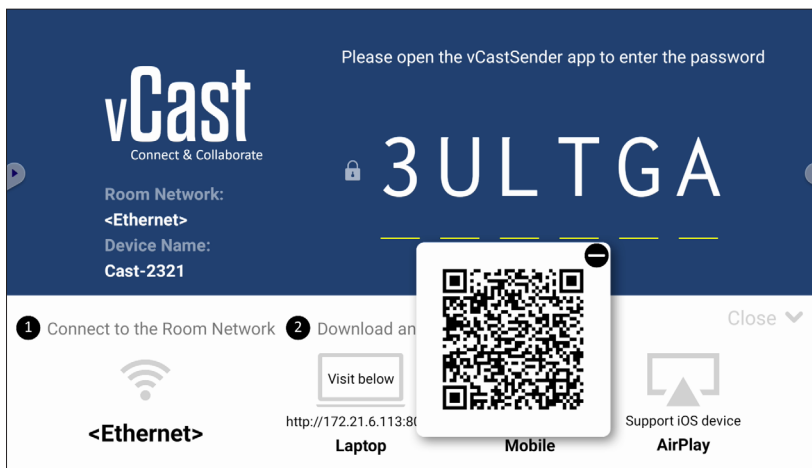 Please open the vCastSender app to enter the password
vCast
Connect & Collaborate
3ULTGA
Room Network:
<Ethernet>
Device Name:
Cast-2321
1 Connect to the Room Network
2 Download an
Close
Visit below
http://172.21.6.113:80
Support iOS device
<Ethernet>
Laptop
Mobile
AirPlay